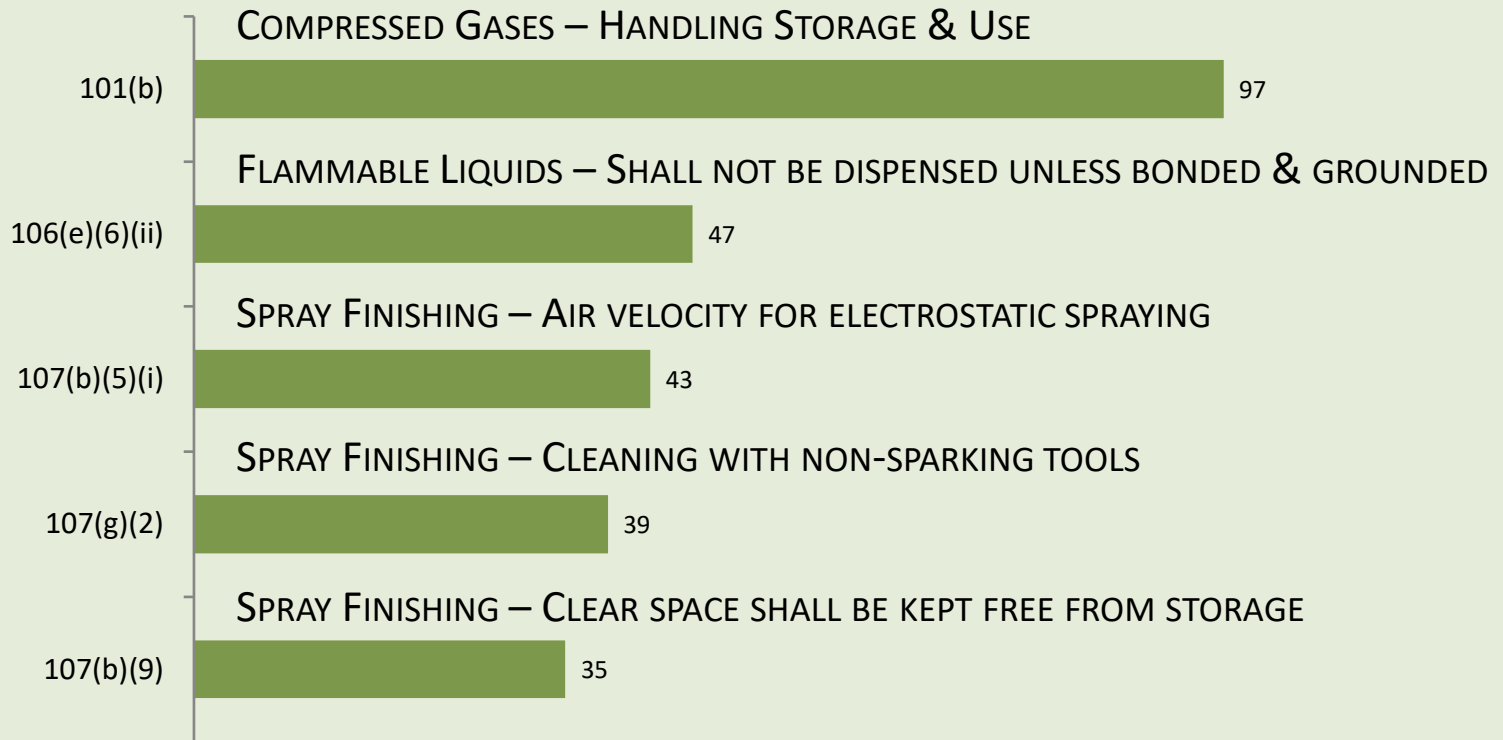 COMPRESSED GASES – HANDLING STORAGE & USE
101(b)
97
FLAMMABLE LIQUIDS – SHALL NOT BE DISPENSED UNLESS BONDED & GROUNDED
106(e)(6)(ii)
47
SPRAY FINISHING – AIR VELOCITY FOR ELECTROSTATIC SPRAYING
107(b)(5)(i)
43
SPRAY FINISHING – CLEANING WITH NON-SPARKING TOOLS
107(g)(2)
39
SPRAY FINISHING – CLEAR SPACE SHALL BE KEPT FREE FROM STORAGE
107(b)(9)
35